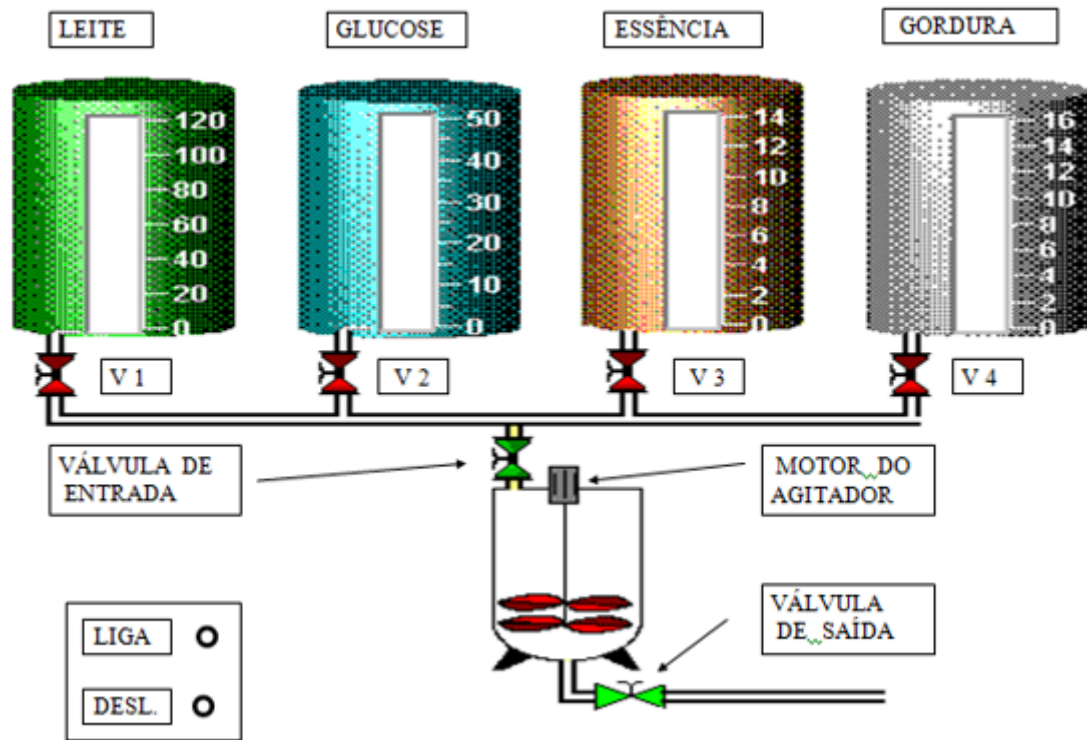 LEITE
GLUCOSE
ESSÊNCIA
GORDURA
120
100
80
60
40
20
0
50
40
30
20
10
0
14
12
10
8
6
4
2
0
16
14
12
10
8
6
4
2
0
V 1
V 2
V 3
V 4
VÁLVULA DE
ENTRADA
MOTOR DO
AGITADOR
VÁLVULA
DE SAÍDA
LIGA
DESL.